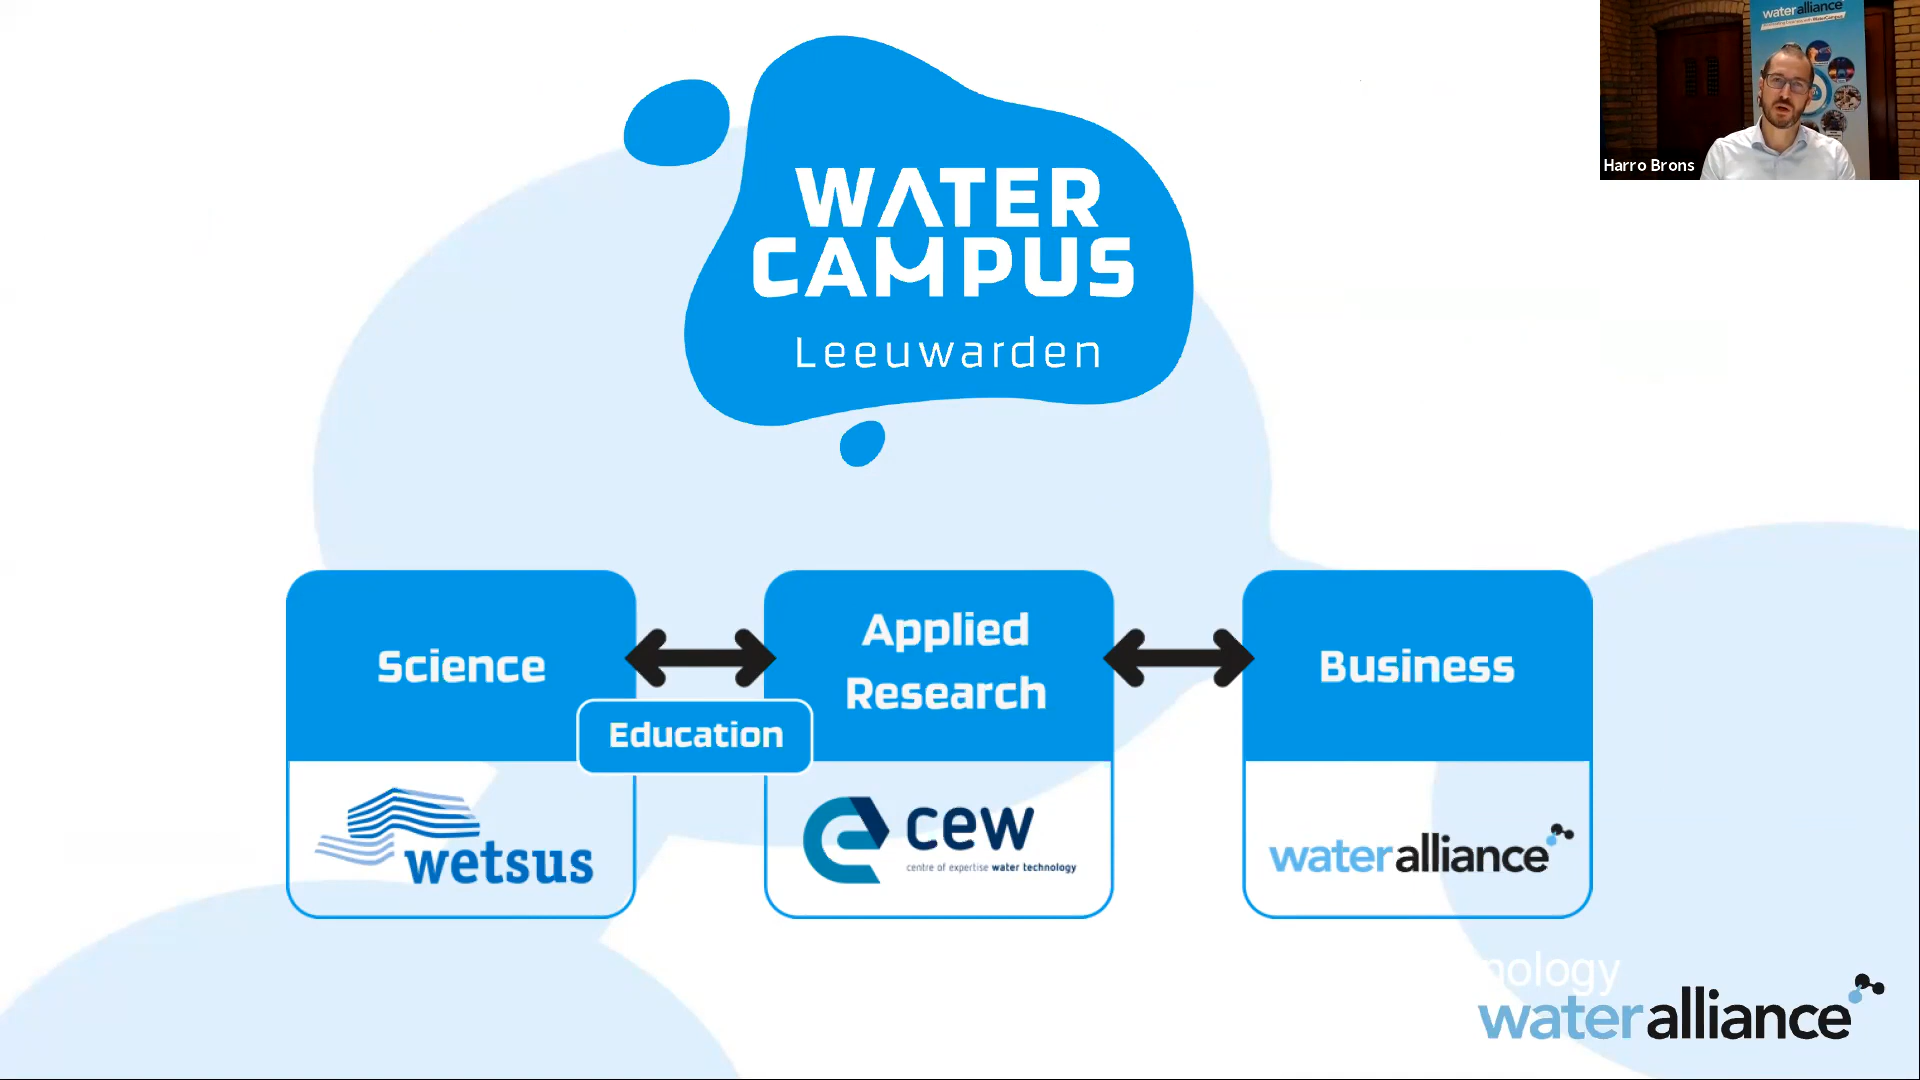 WATER
CAMPUS
Leeuwarden
wateralliance
Harro Brons
Science
Applied
Research
Business
Education
wetsus
cew
centre of expertise water technology
wateralliance
nology
wateralliance